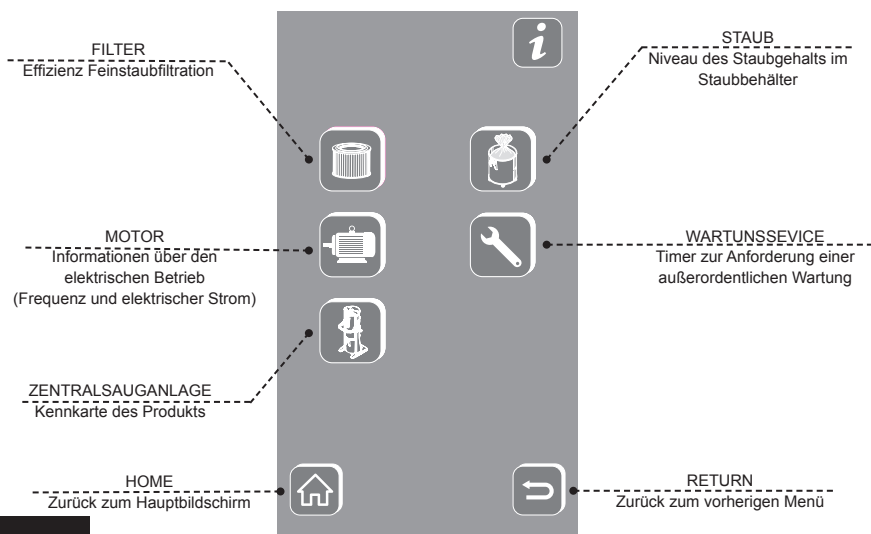 FILTER
Effizienz Feinstaubfiltration
i
STAUB
Niveau des Staubgehalts im
Staubbehälter
MOTOR
Informationen über den
elektrischen Betrieb
(Frequenz und elektrischer Strom)
WARTUNSSEVICE
Timer zur Anforderung einer
außerordentlichen Wartung
ZENTRALSAUGANLAGE
Kennkarte des Produkts
HOME
Zurück zum Hauptbildschirm
RETURN
Zurück zum vorherigen Menü